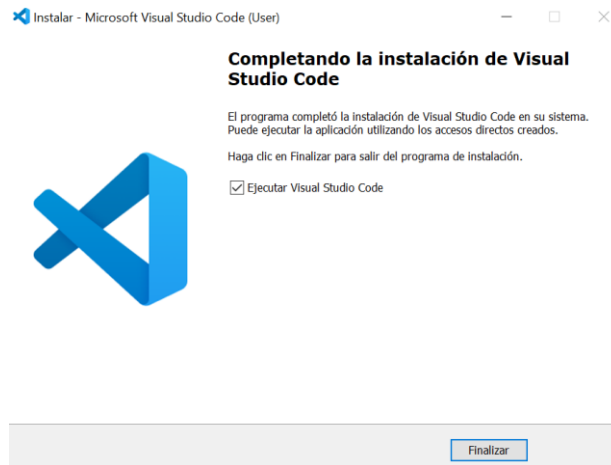 Instalar - Microsoft Visual Studio Code (User)
Completando la instalación de Visual
Studio Code
El programa completó la instalación de Visual Studio Code en su sistema.
Puede ejecutar la aplicación utilizando los accesos directos creados.
Haga clic en Finalizar para salir del programa de instalación.
Ejecutar Visual Studio Code
Finalizar